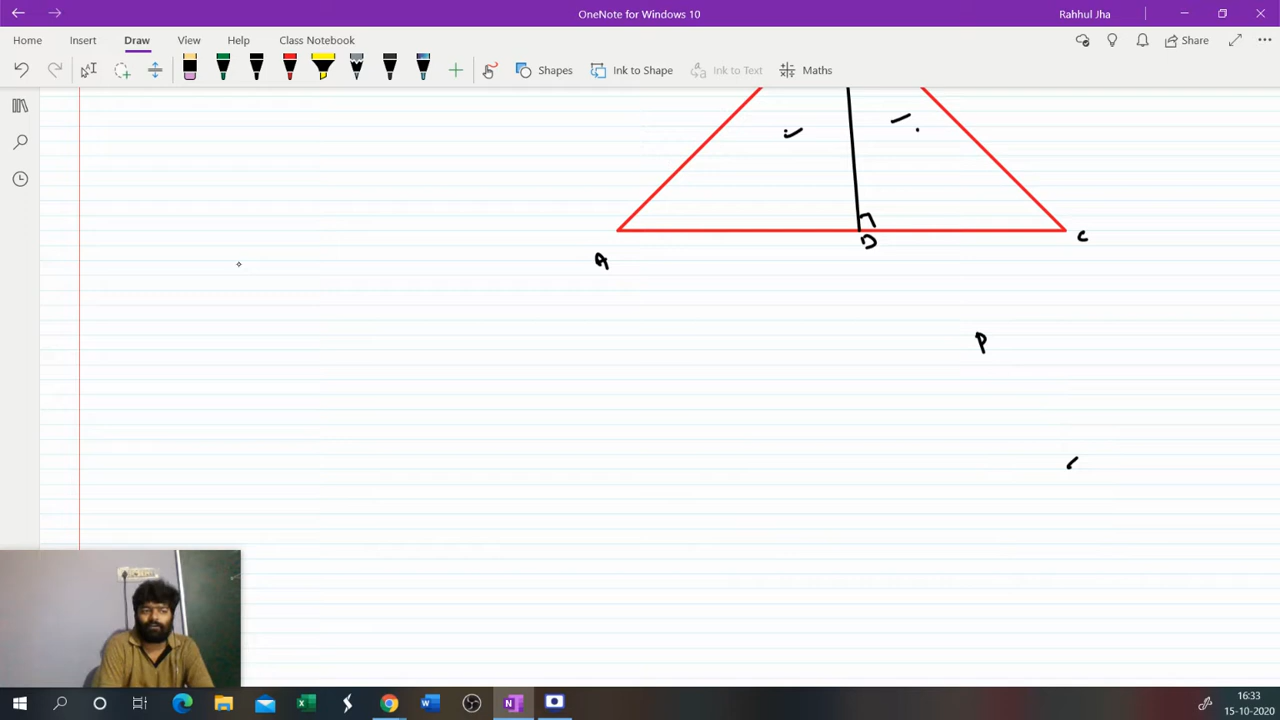 OneNote for Windows 10
Rahhul Jha
Home Insert Draw View Help Class Notebook
Share
Shapes
Ink to Shape
Ink to Text
Maths
A
D
C
P
16:33
15-10-2020